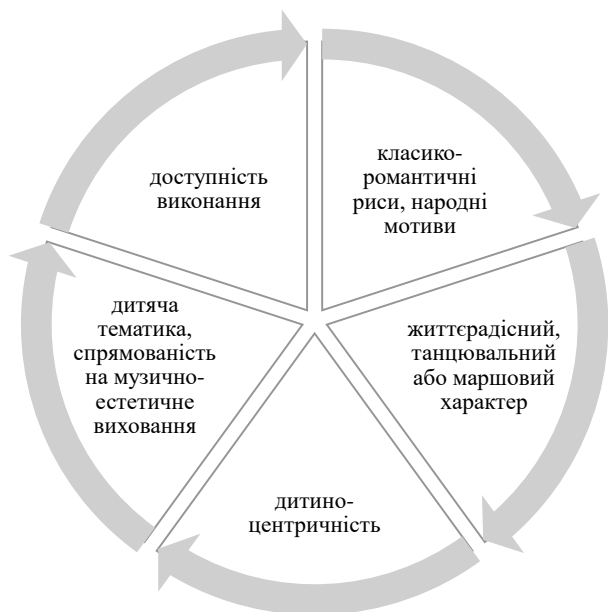 доступність
виконання
класико-
романтичні
риси, народні
мотиви
дитяча
тематика,
спрямованість
на музично-
естетичне
виховання
життєрадісний,
танцювальний
або маршовий
характер
дитино-
центричність